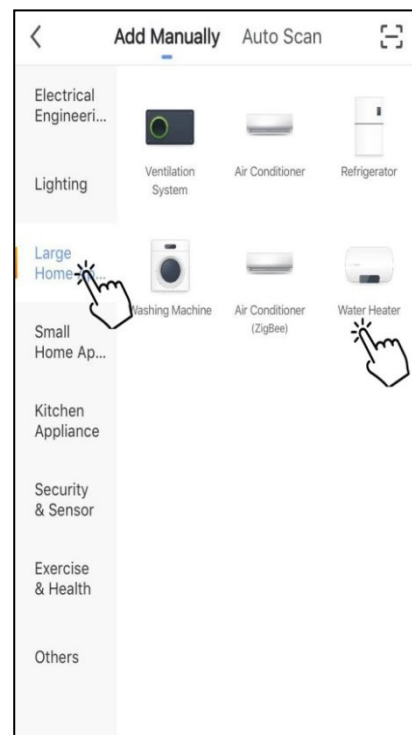 Add Manually Auto Scan
Electrical
Engineeri...
Lighting
Large
Home
Small
Home Ap...
Kitchen
Appliance
Security
& Sensor
Exercise
& Health
Others
Ventilation
System
Air Conditioner
Refrigerator
Washing Machine
Air Conditioner
(ZigBee)
Water Heater